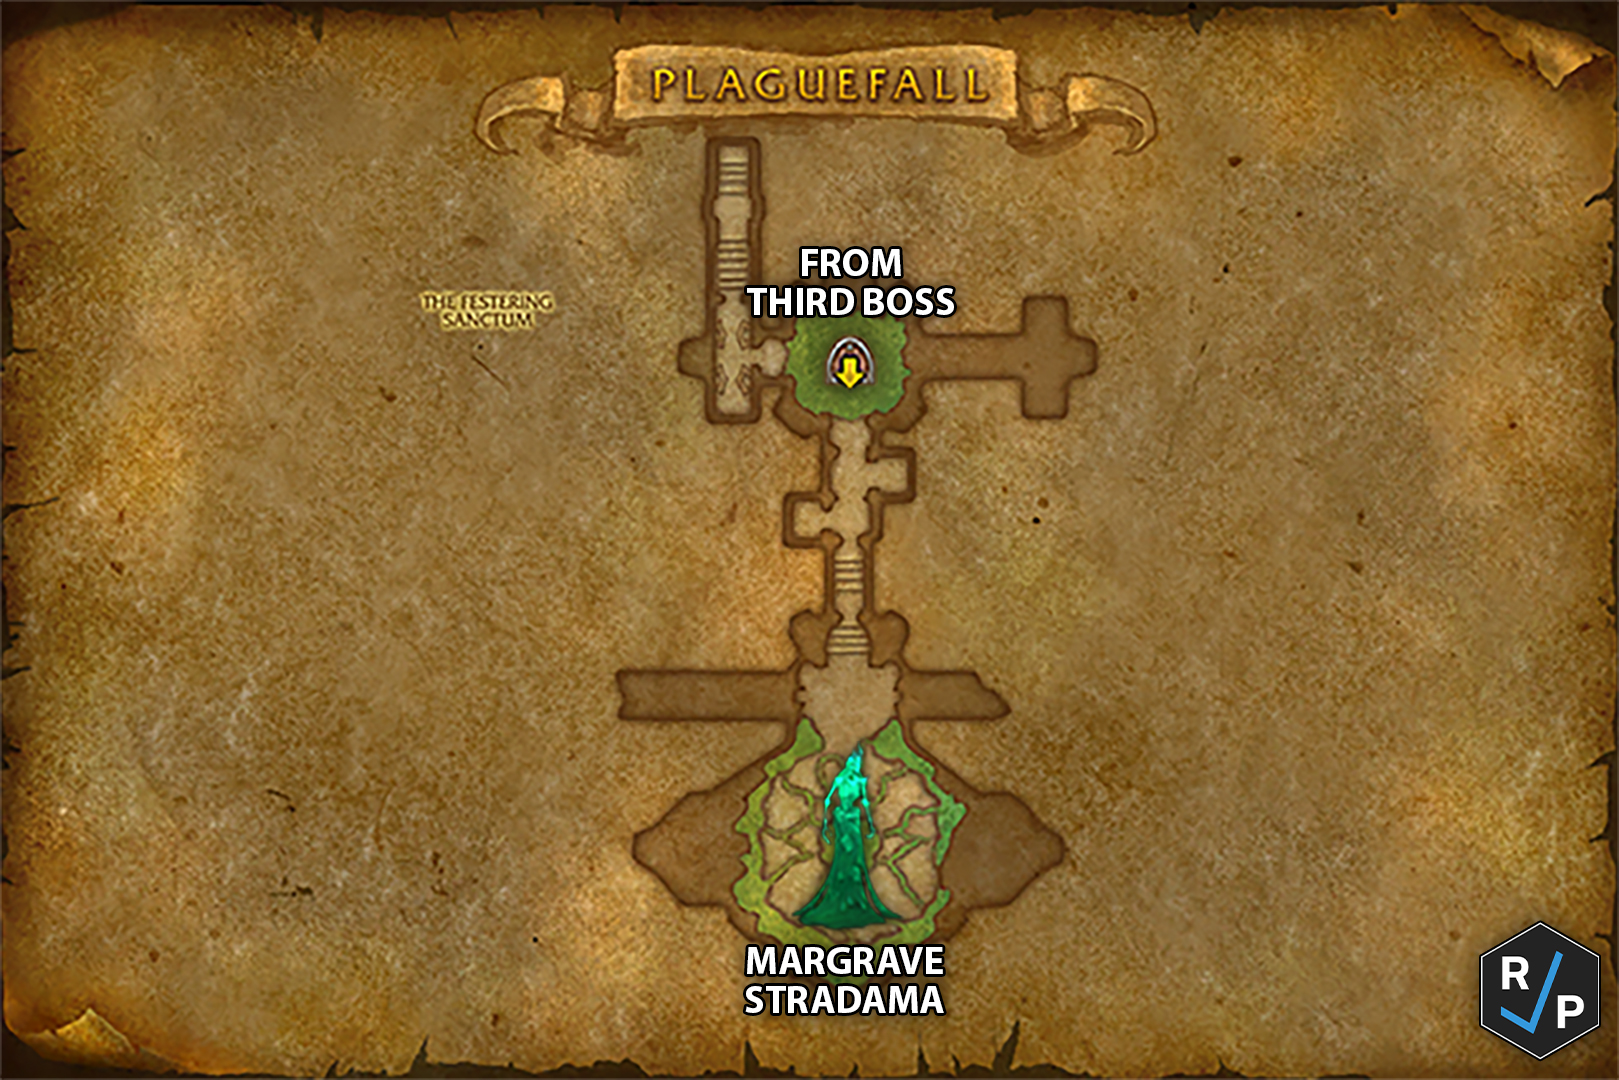 PLAGUEFALL
FROM
THIRD BOSS
THE FESTERING
SANCTUM
MARGRAVE
STRADAMA
R
P